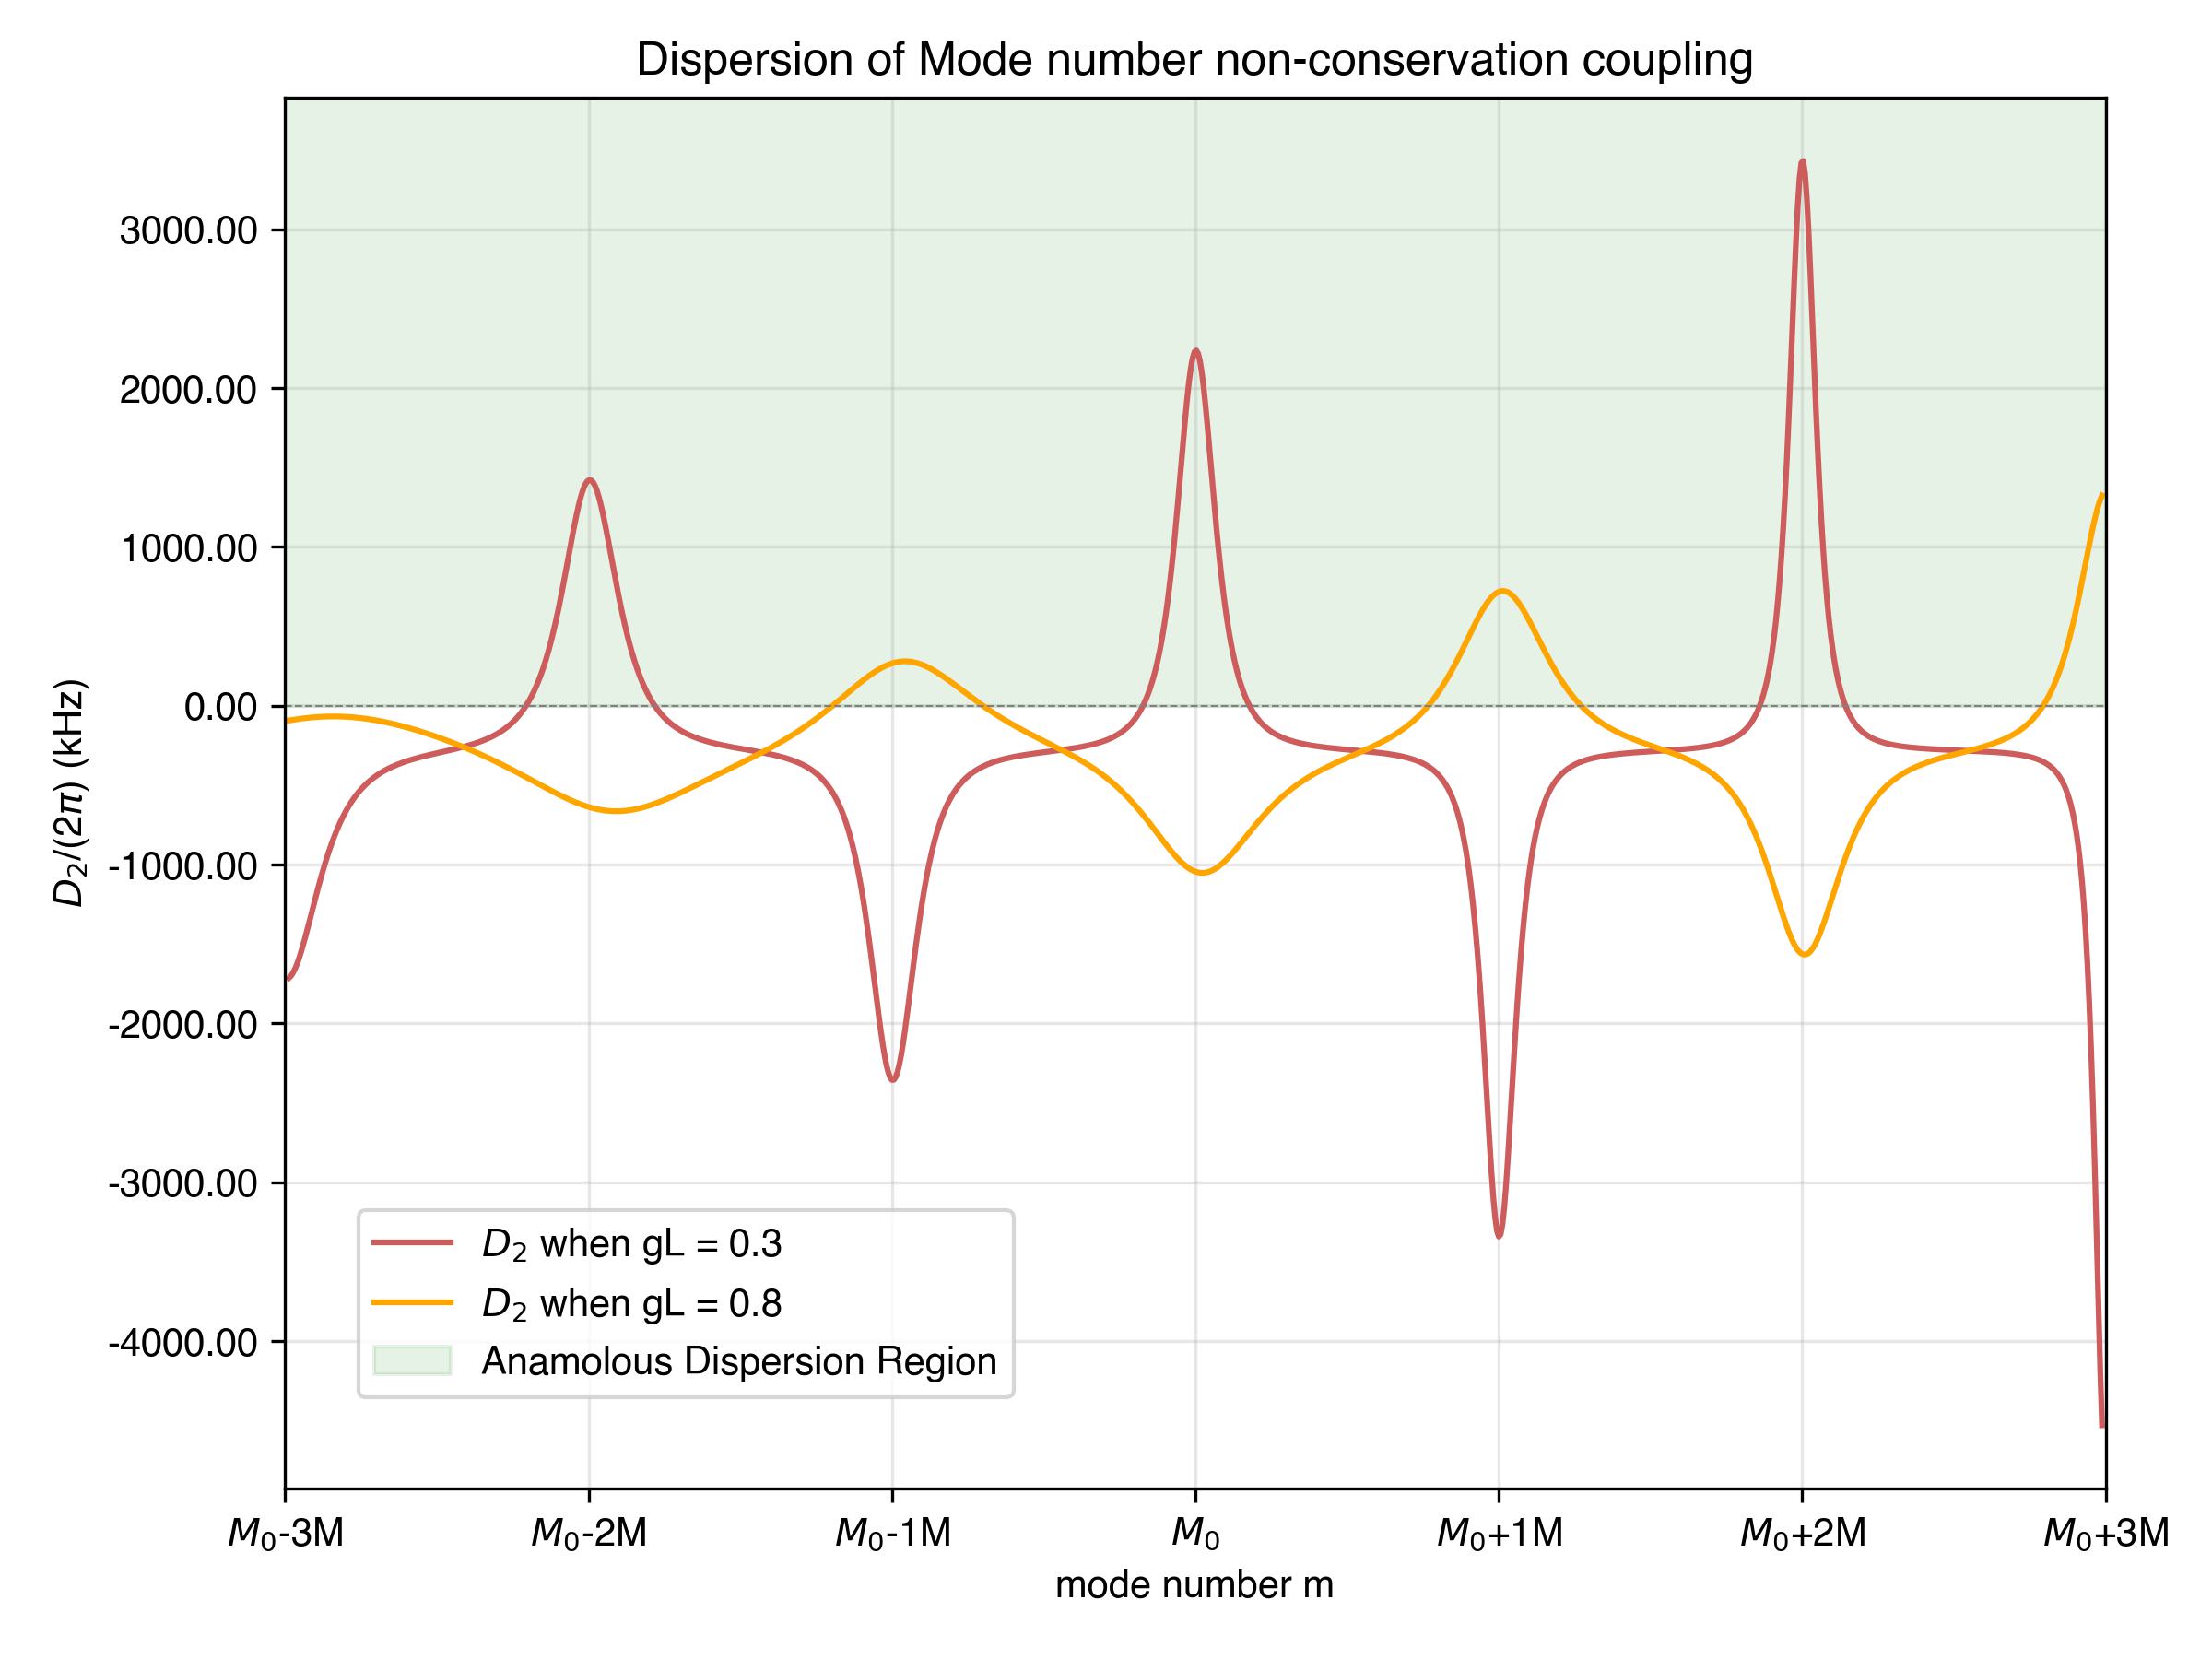 Dispersion of Mode number non-conservation coupling
D₂/(2π) (kHz)
3000.00
2000.00
1000.00
0.00
-1000.00
-2000.00
-3000.00
-4000.00
D₂ when gL = 0.3
D₂ when gL = 0.8
Anamolous Dispersion Region
M₀-3M M₀-2M M₀-1M M₀ M₀+1M M₀+2M M₀+3M
mode number m